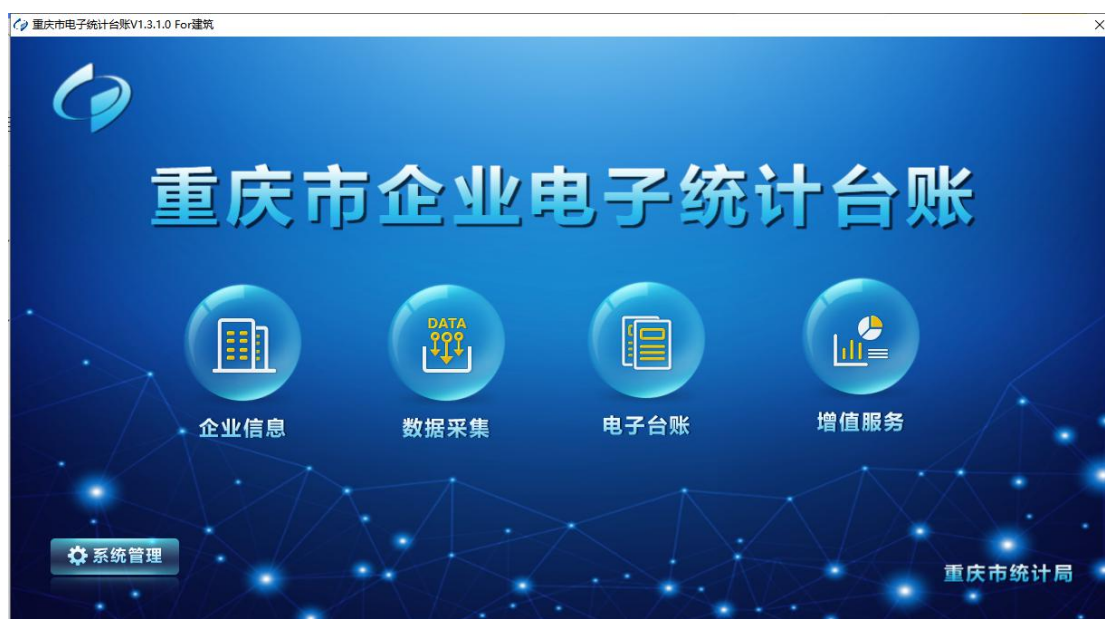 重庆市电子统计台账V1.3.1.0 For建筑
重庆市企业电子统计台账
DATA
企业信息
数据采集
电子台账
增值服务
系统管理
重庆市统计局